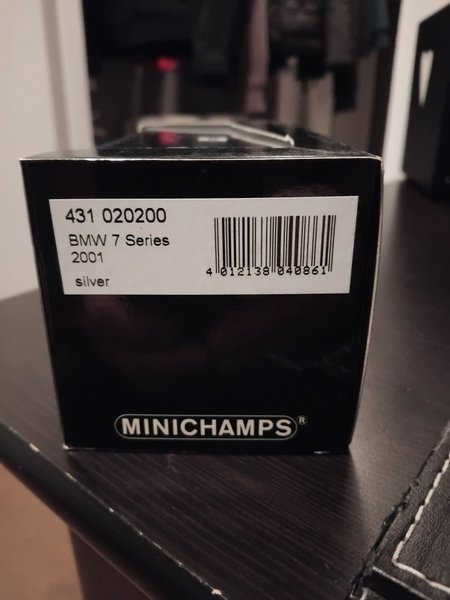 431 020200
BMW 7 Series
2001
silver
4 012138 040861
MINICHAMPS®